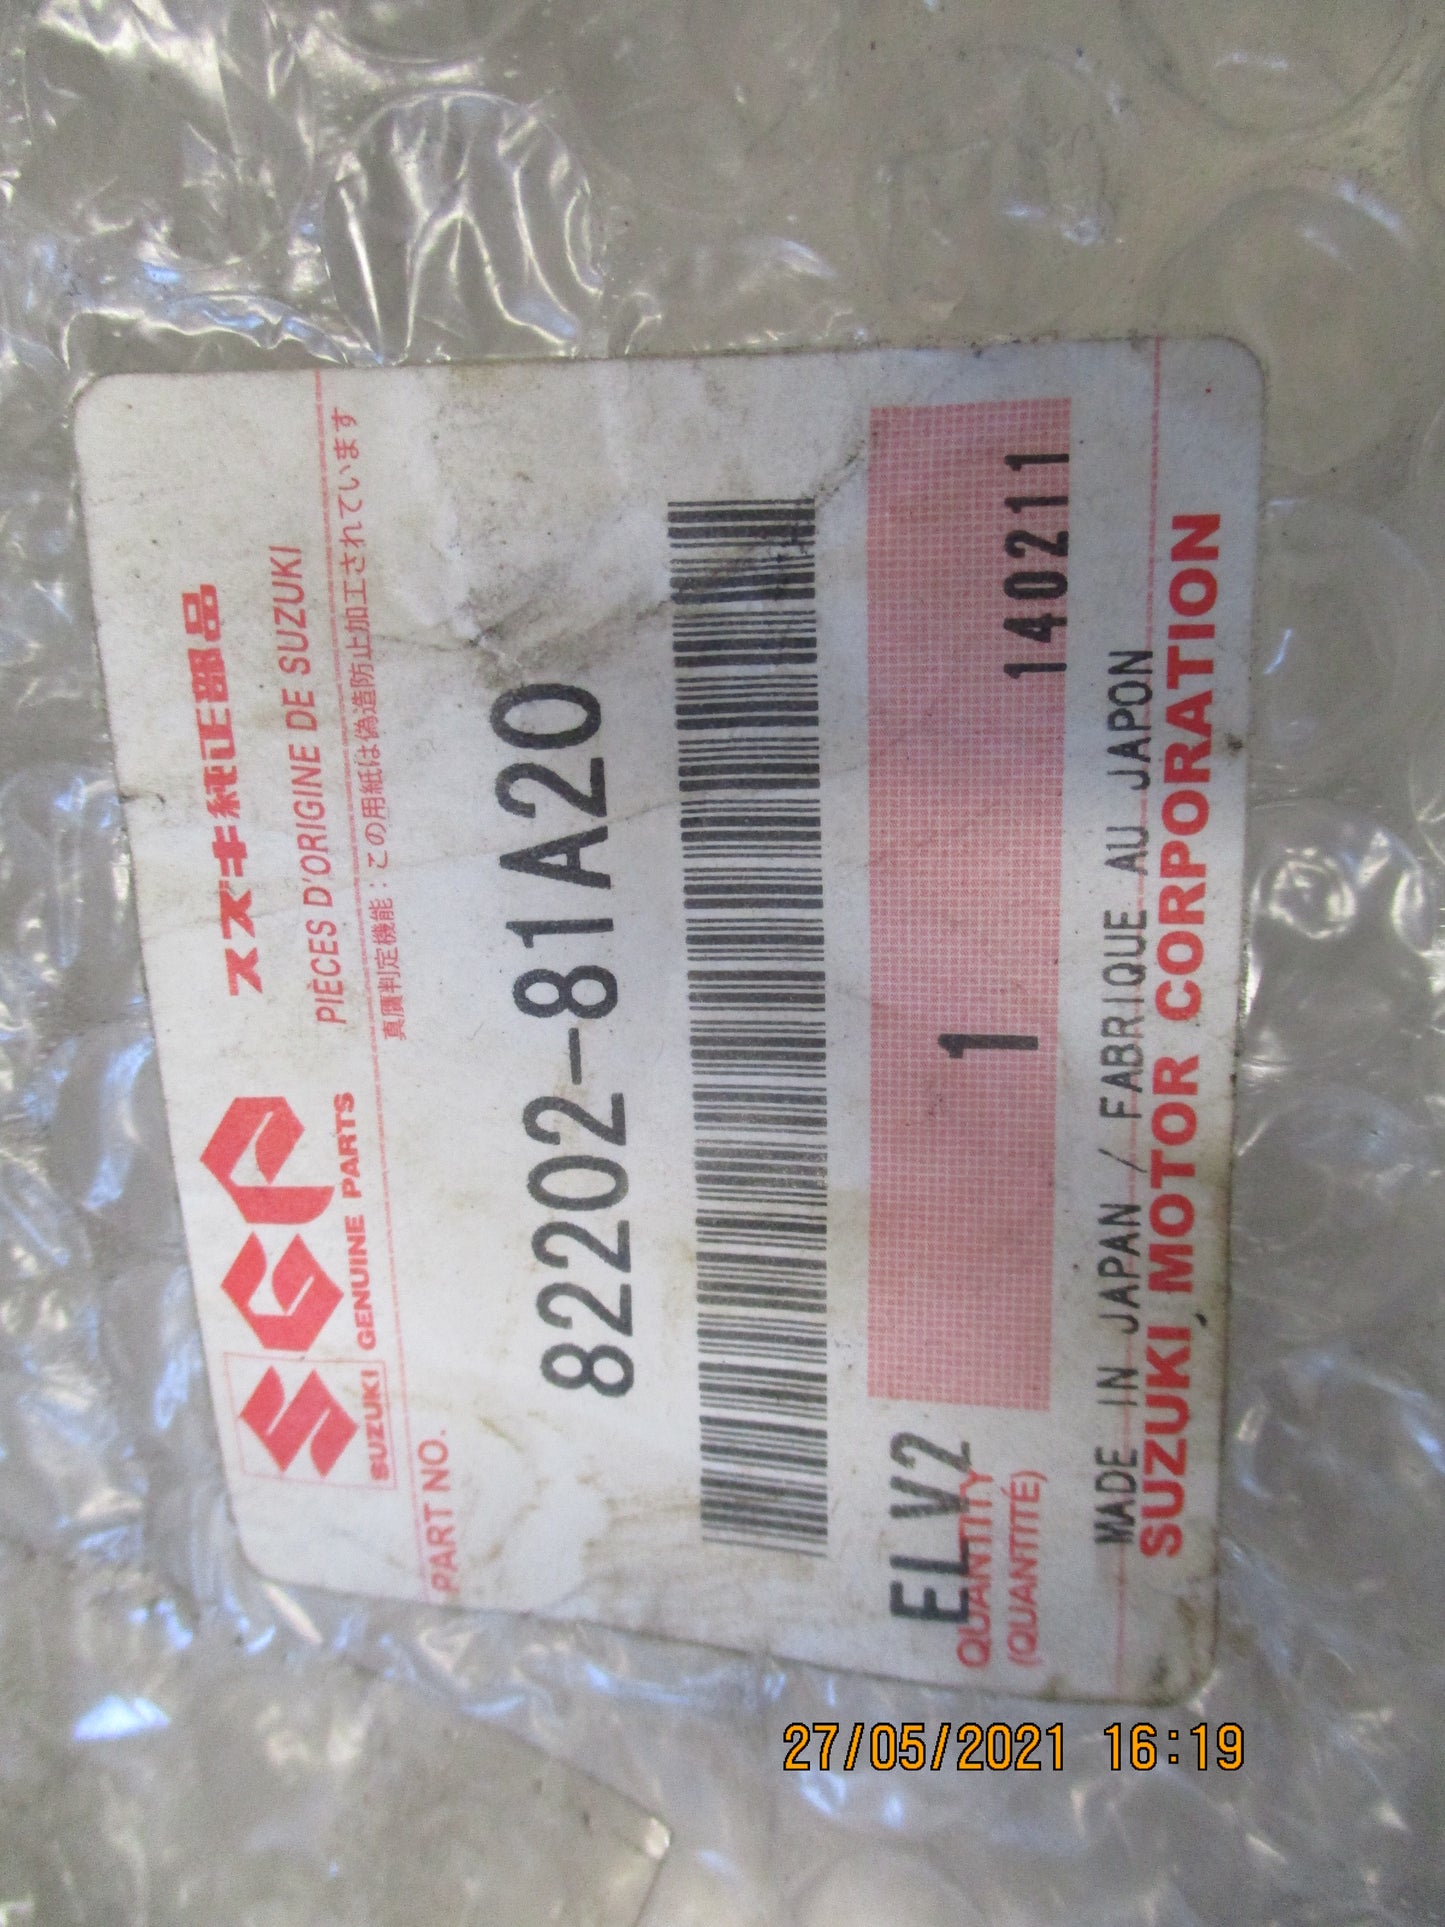 SUZUKI
SGP
SUZUKI GENUINE PARTS
スズキ純正部品
PIÈCES D'ORIGINE DE SUZUKI
真贋判定機能：この用紙は偽造防止加工されています
PART NO.
82202-81A20
ELV2
QUANTITY
(QUANTITÉ)
1
140211
MADE IN JAPAN / FABRIQUE AU JAPON
SUZUKI MOTOR CORPORATION
27/05/2021 16:19